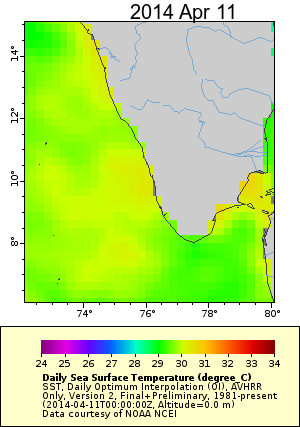 2014 Apr 11
14°
12°
10°
8°
74° 76° 78° 80°
24 25 26 27 28 29 30 31 32 33 34
Daily Sea Surface Temperature (degree_C)
SST, Daily Optimum Interpolation (OI), AVHRR
Only, Version 2, Final+Preliminary, 1981-present
(2014-04-11T00:00:00Z, Altitude=0.0 m)
Data courtesy of NOAA NCEI